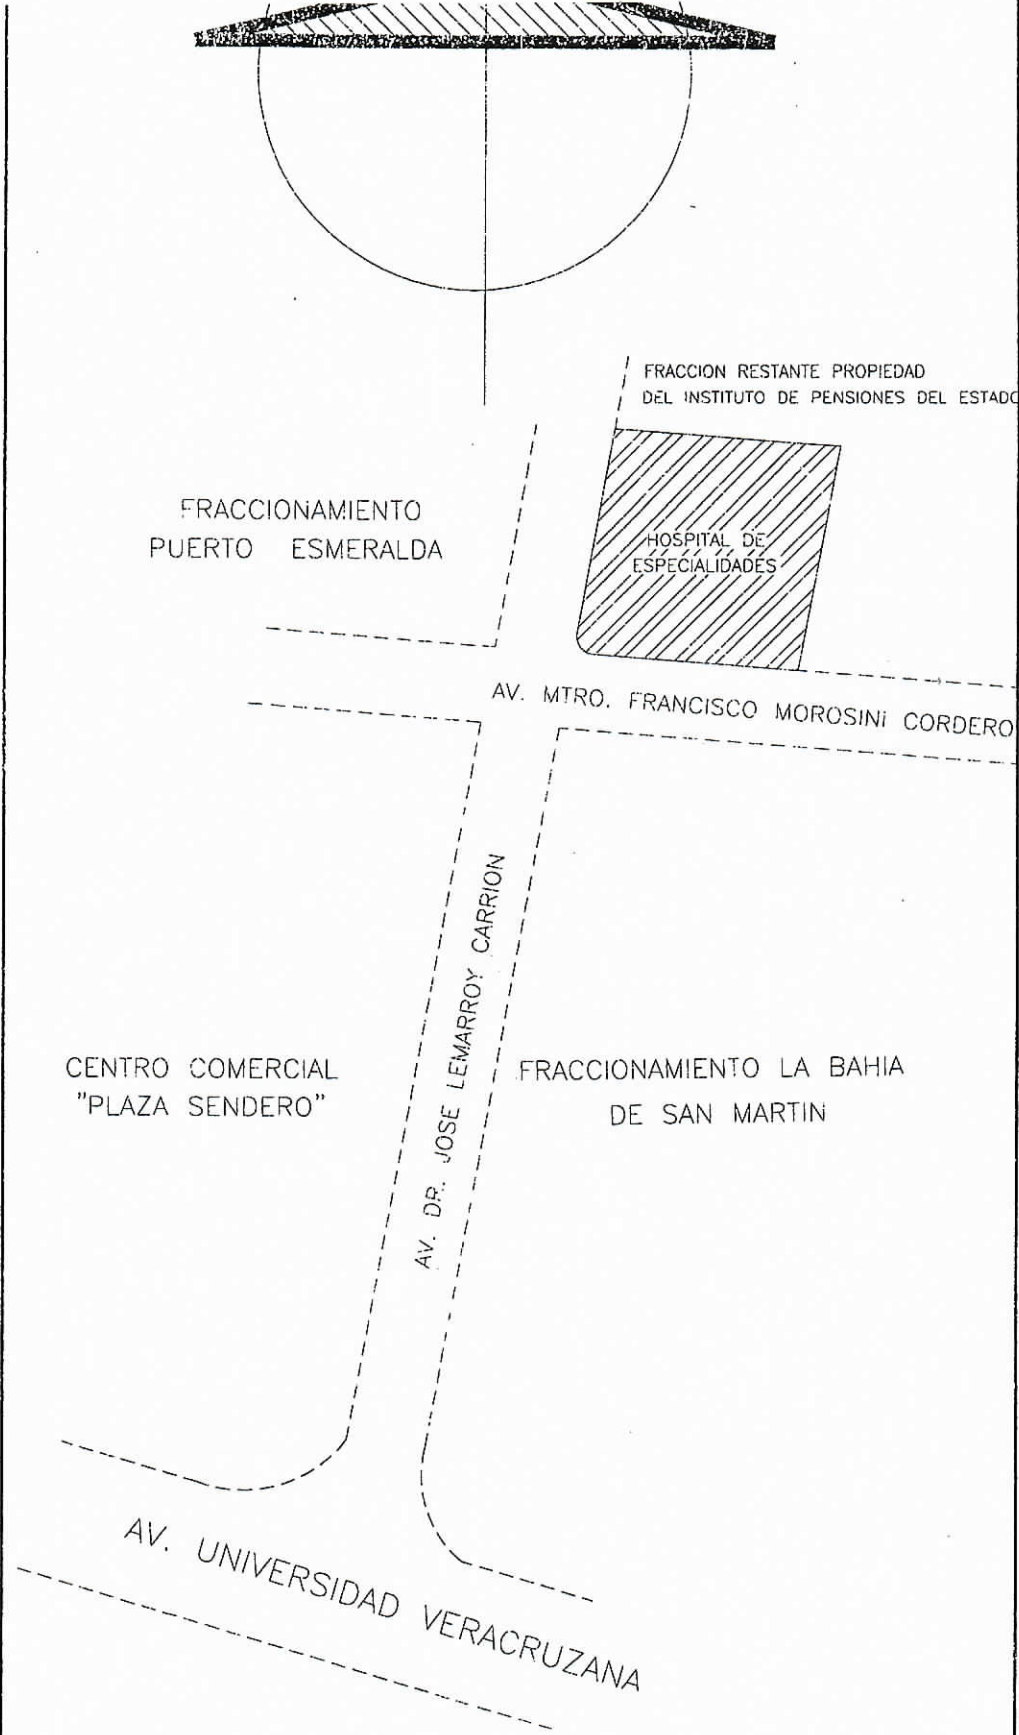 FRACCION RESTANTE PROPIEDAD
DEL INSTITUTO DE PENSIONES DEL ESTADO
FRACCIONAMIENTO
PUERTO ESMERALDA
HOSPITAL DE
ESPECIALIDADES
AV. MTRO. FRANCISCO MOROSINI CORDERO
AV. DR. JOSE LEMARROY CARRION
CENTRO COMERCIAL
"PLAZA SENDERO"
FRACCIONAMIENTO LA BAHIA
DE SAN MARTIN
AV. UNIVERSIDAD VERACRUZANA